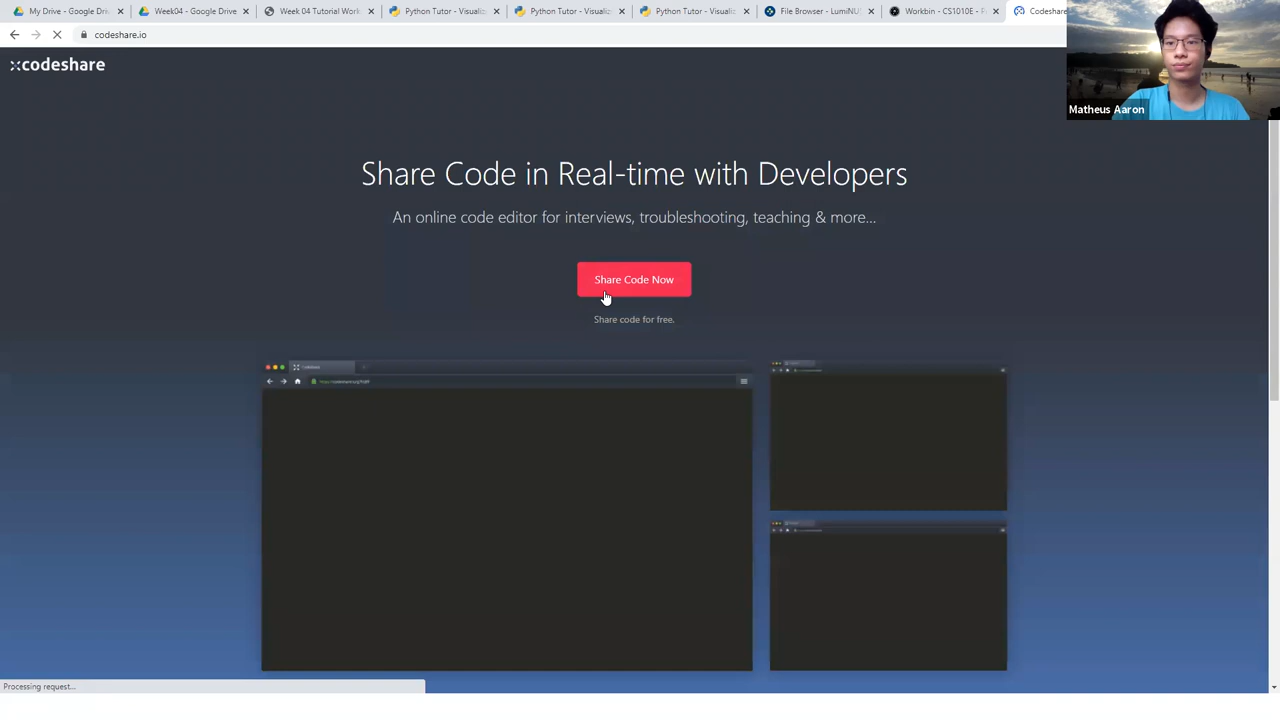 My Drive - Google Driv
Week04 - Google Drive
Week 04 Tutorial Work
Python Tutor - Visualiz
Python Tutor - Visualiz
Python Tutor - Visualiz
File Browser - LumiNUS
Workbin - CS1010E - P
Codeshare
codeshare.io
codeshare
Matheus Aaron
Share Code in Real-time with Developers
An online code editor for interviews, troubleshooting, teaching & more...
Share Code Now
Share code for free.
Processing request...